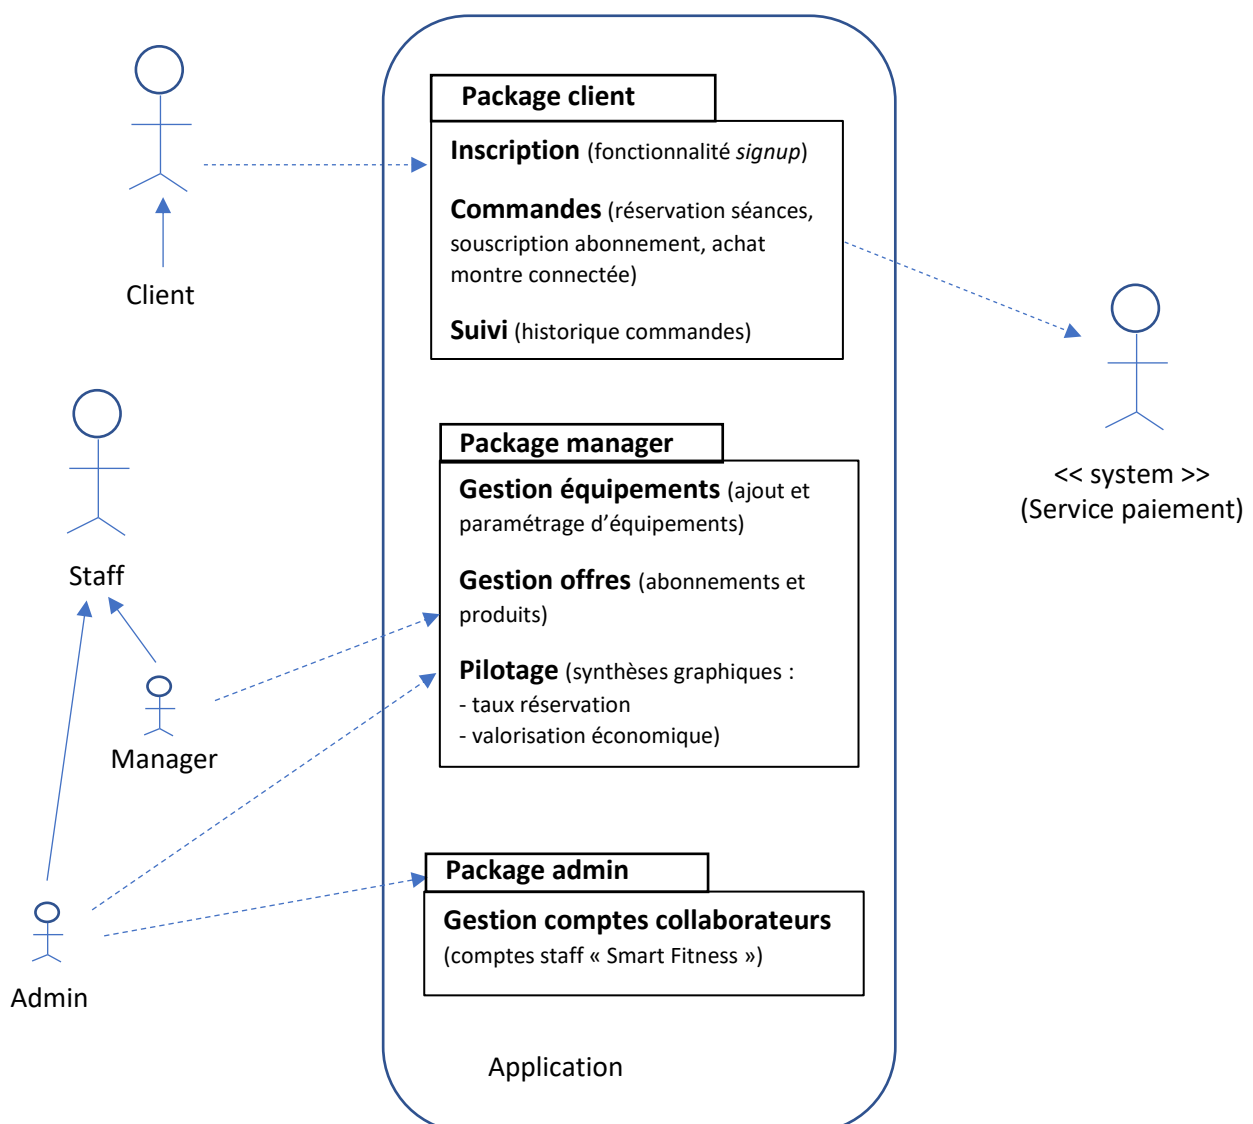 Package client
Inscription (fonctionnalité signup)
Commandes (réservation séances,
souscription abonnement, achat
montre connectée)
Suivi (historique commandes)
Client
Package manager
Gestion équipements (ajout et
paramétrage d’équipements)
Gestion offres (abonnements et
produits)
Pilotage (synthèses graphiques :
- taux réservation
- valorisation économique)
<< system >>
(Service paiement)
Staff
Manager
Package admin
Gestion comptes collaborateurs
(comptes staff « Smart Fitness »)
Admin
Application